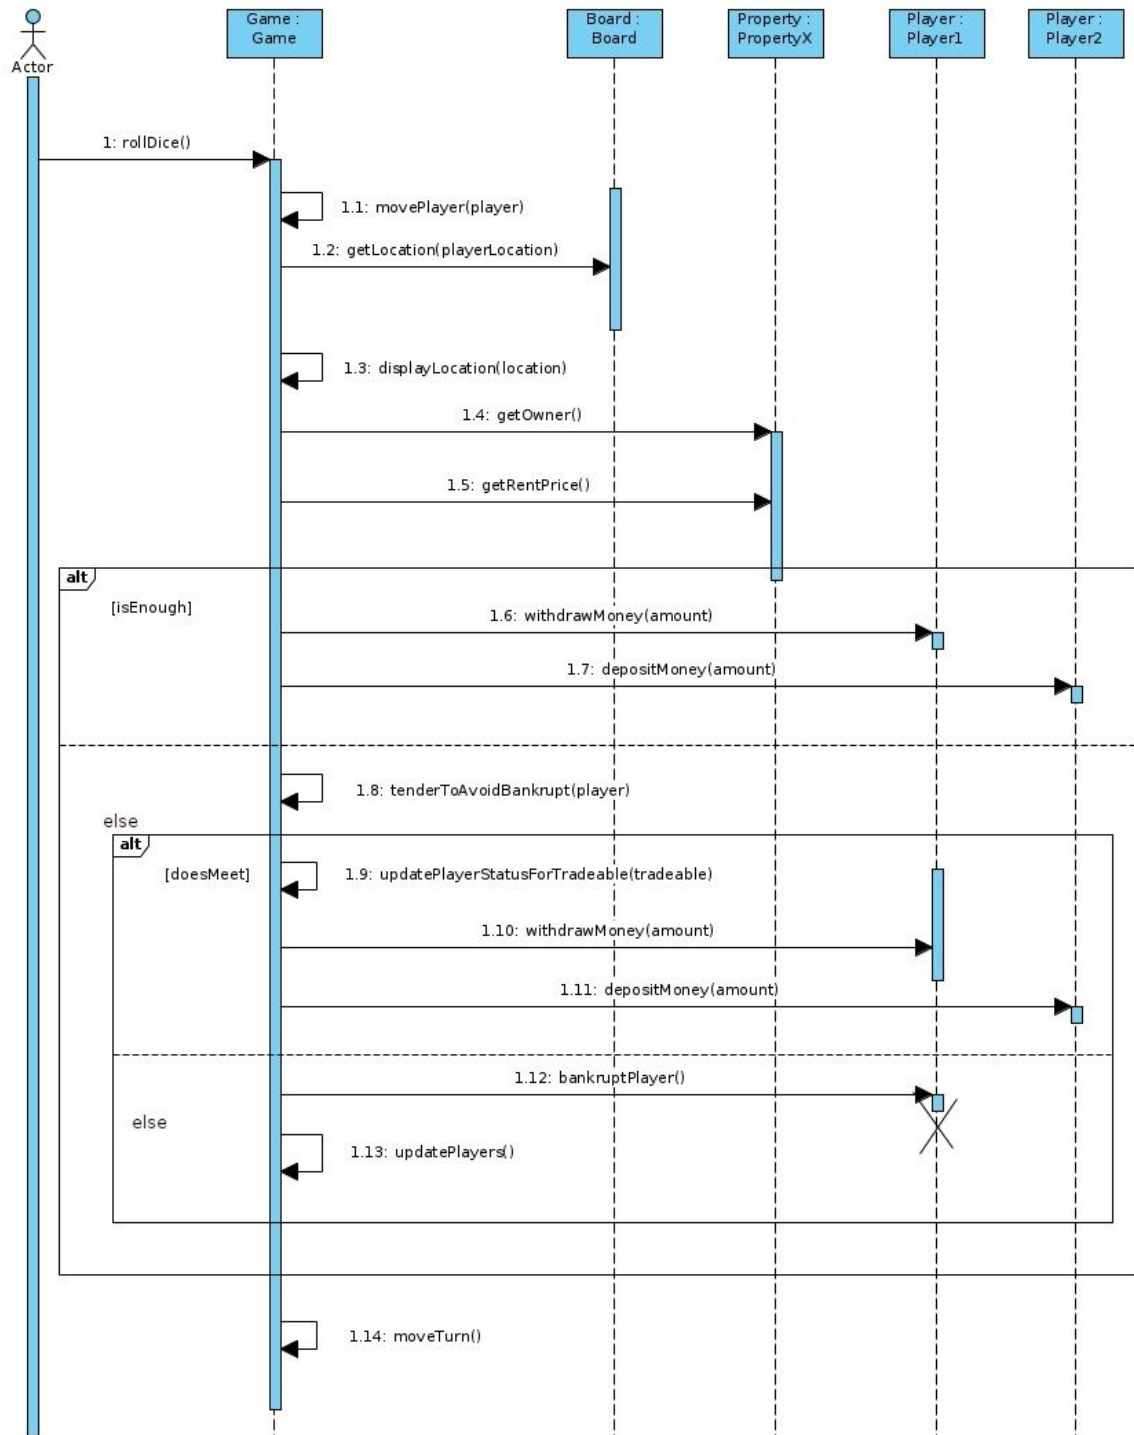 Game :
Game
Board :
Board
Property :
PropertyX
Player :
Player1
Player :
Player2
Actor
1: rollDice()
1.1: movePlayer(player)
1.2: getLocation(playerLocation)
1.3: displayLocation(location)
1.4: getOwner()
1.5: getRentPrice()
alt
[isEnough]
1.6: withdrawMoney(amount)
1.7: depositMoney(amount)
1.8: tenderToAvoidBankrupt(player)
else
alt
[doesMeet]
1.9: updatePlayerStatusForTradeable(tradeable)
1.10: withdrawMoney(amount)
1.11: depositMoney(amount)
1.12: bankruptPlayer()
else
1.13: updatePlayers()
1.14: moveTurn()